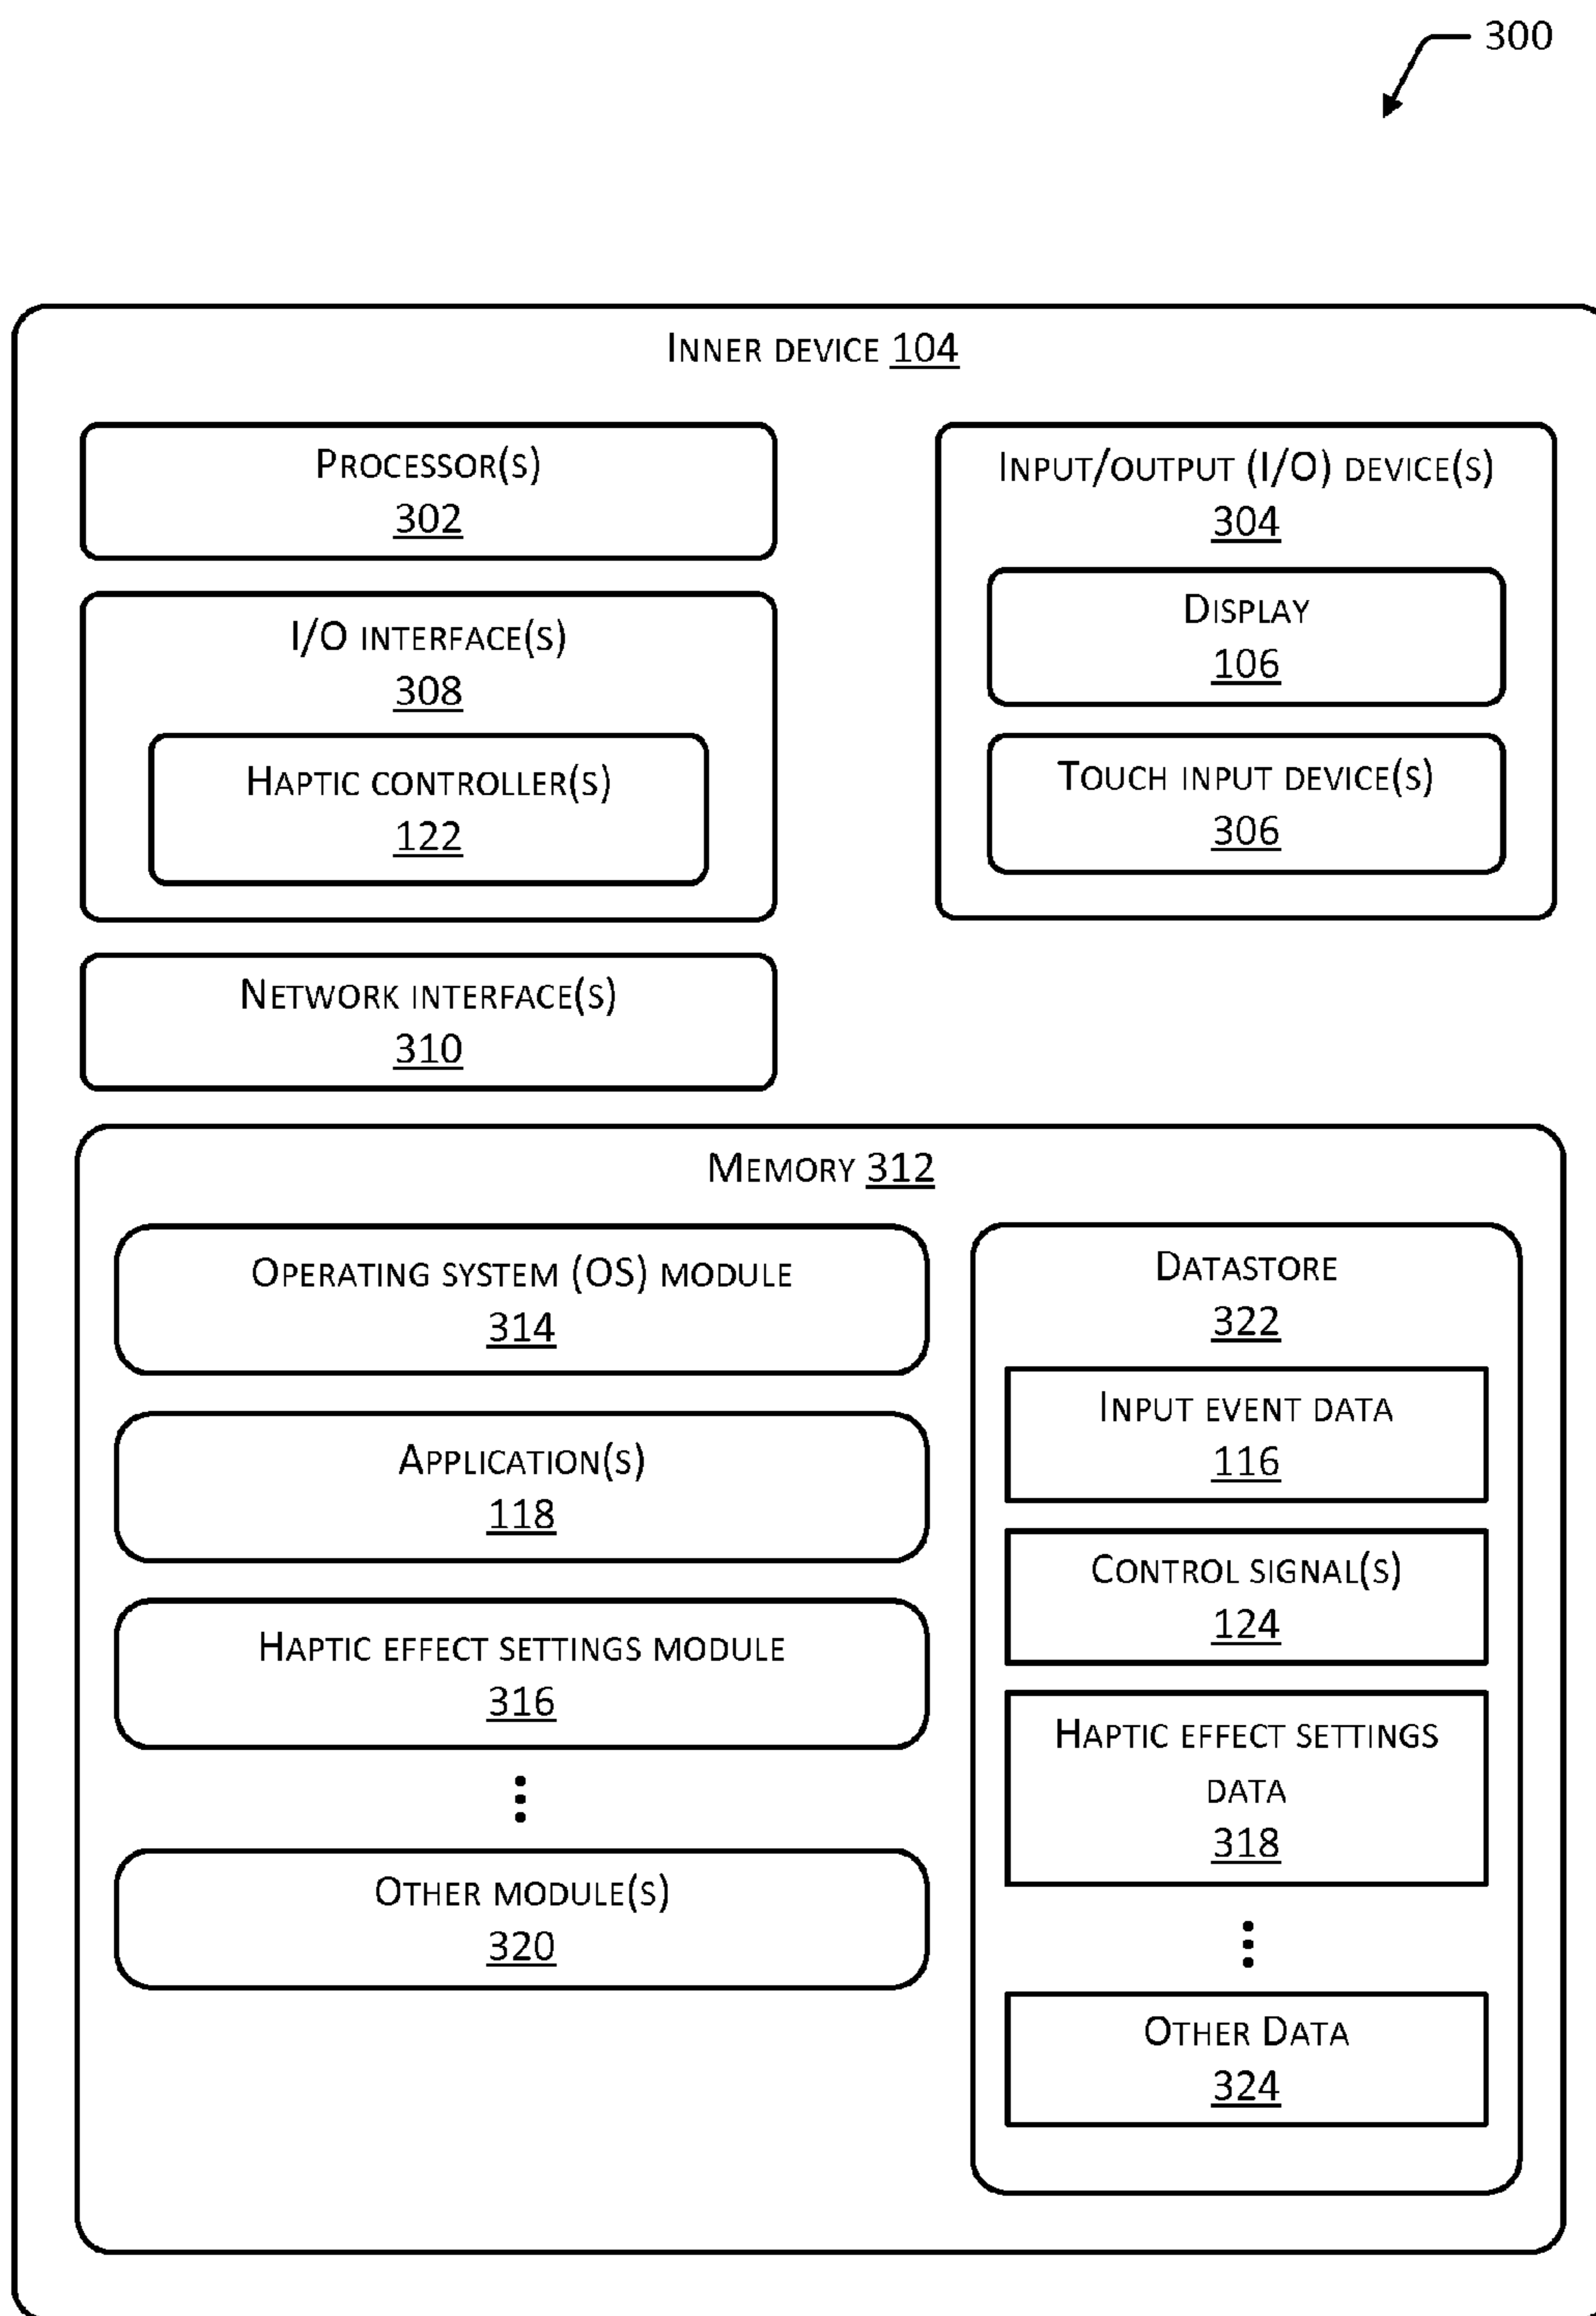 300
Inner device 104
Processor(s)
302
I/O interface(s)
308
Haptic controller(s)
122
Network interface(s)
310
Input/output (I/O) device(s)
304
Display
106
Touch input device(s)
306
Memory 312
Operating system (OS) module
314
Application(s)
118
Haptic effect settings module
316
Other module(s)
320
Datastore
322
Input event data
116
Control signal(s)
124
Haptic effect settings
data
318
Other Data
324